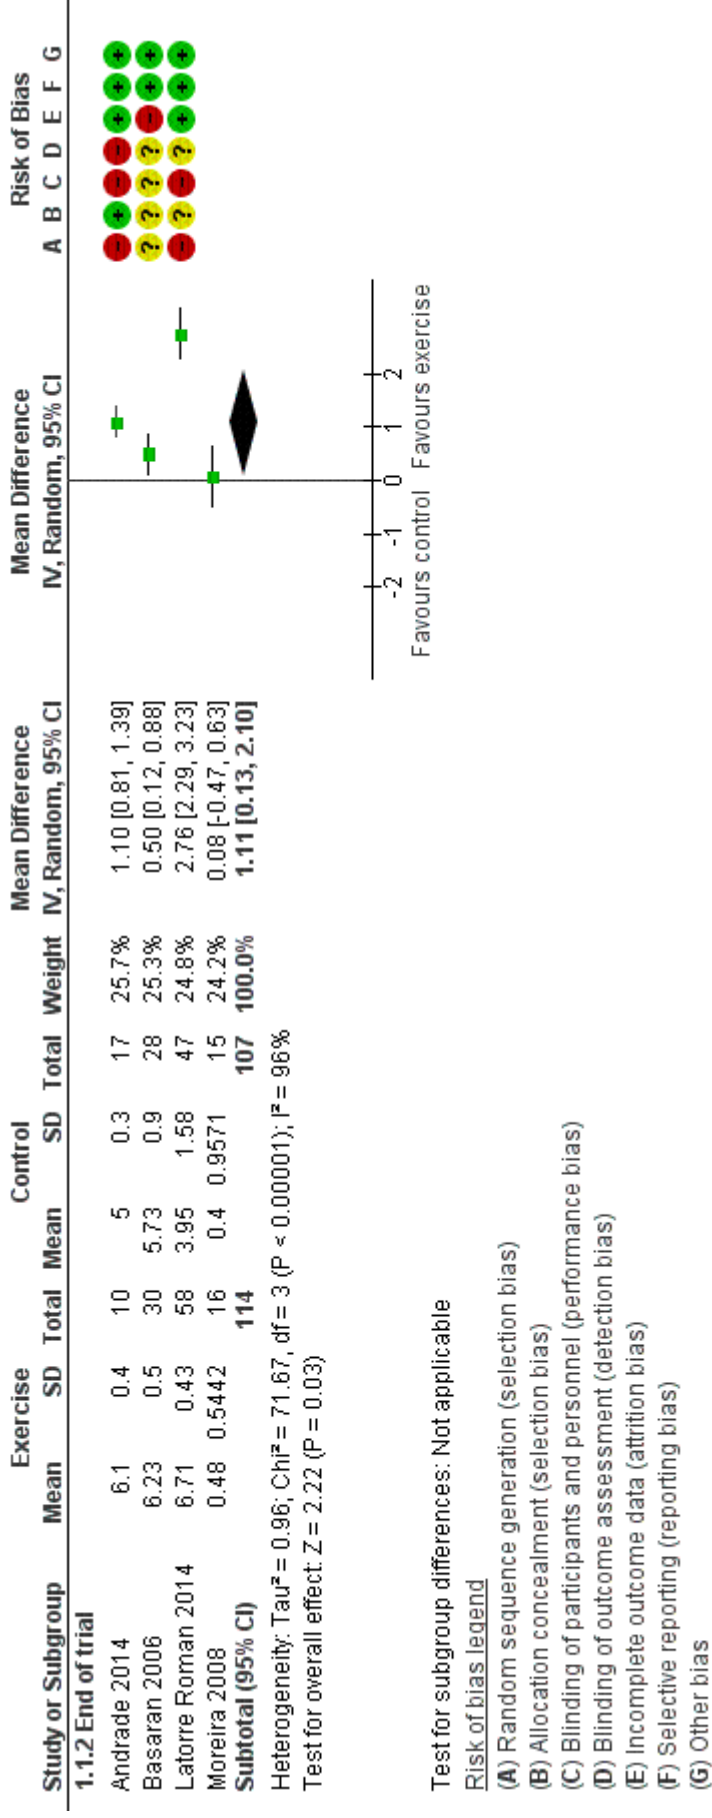 Exercise Control Mean Difference Mean Difference Risk of Bias
Study or Subgroup Mean SD Total Mean SD Total Weight IV, Random, 95% CI IV, Random, 95% CI A B C D E F G
1.1.2 End of trial
Andrade 2014 6.1 0.4 10 5 0.3 17 25.7% 1.10 [0.81, 1.39] - + - - + + +
Basaran 2006 6.23 0.5 30 5.73 0.9 28 25.3% 0.50 [0.12, 0.88] ? ? ? ? - + +
Latorre Roman 2014 6.71 0.43 58 3.95 1.58 47 24.8% 2.76 [2.29, 3.23] - ? - ? + + +
Moreira 2008 0.48 0.5442 16 0.4 0.9571 15 24.2% 0.08 [-0.47, 0.63]
Subtotal (95% CI) 114 107 100.0% 1.11 [0.13, 2.10]
Heterogeneity: Tau² = 0.96; Chi² = 71.67, df = 3 (P < 0.00001); I² = 96%
Test for overall effect: Z = 2.22 (P = 0.03)
-2 -1 0 1 2
Favours control Favours exercise
Test for subgroup differences: Not applicable
Risk of bias legend
(A) Random sequence generation (selection bias)
(B) Allocation concealment (selection bias)
(C) Blinding of participants and personnel (performance bias)
(D) Blinding of outcome assessment (detection bias)
(E) Incomplete outcome data (attrition bias)
(F) Selective reporting (reporting bias)
(G) Other bias